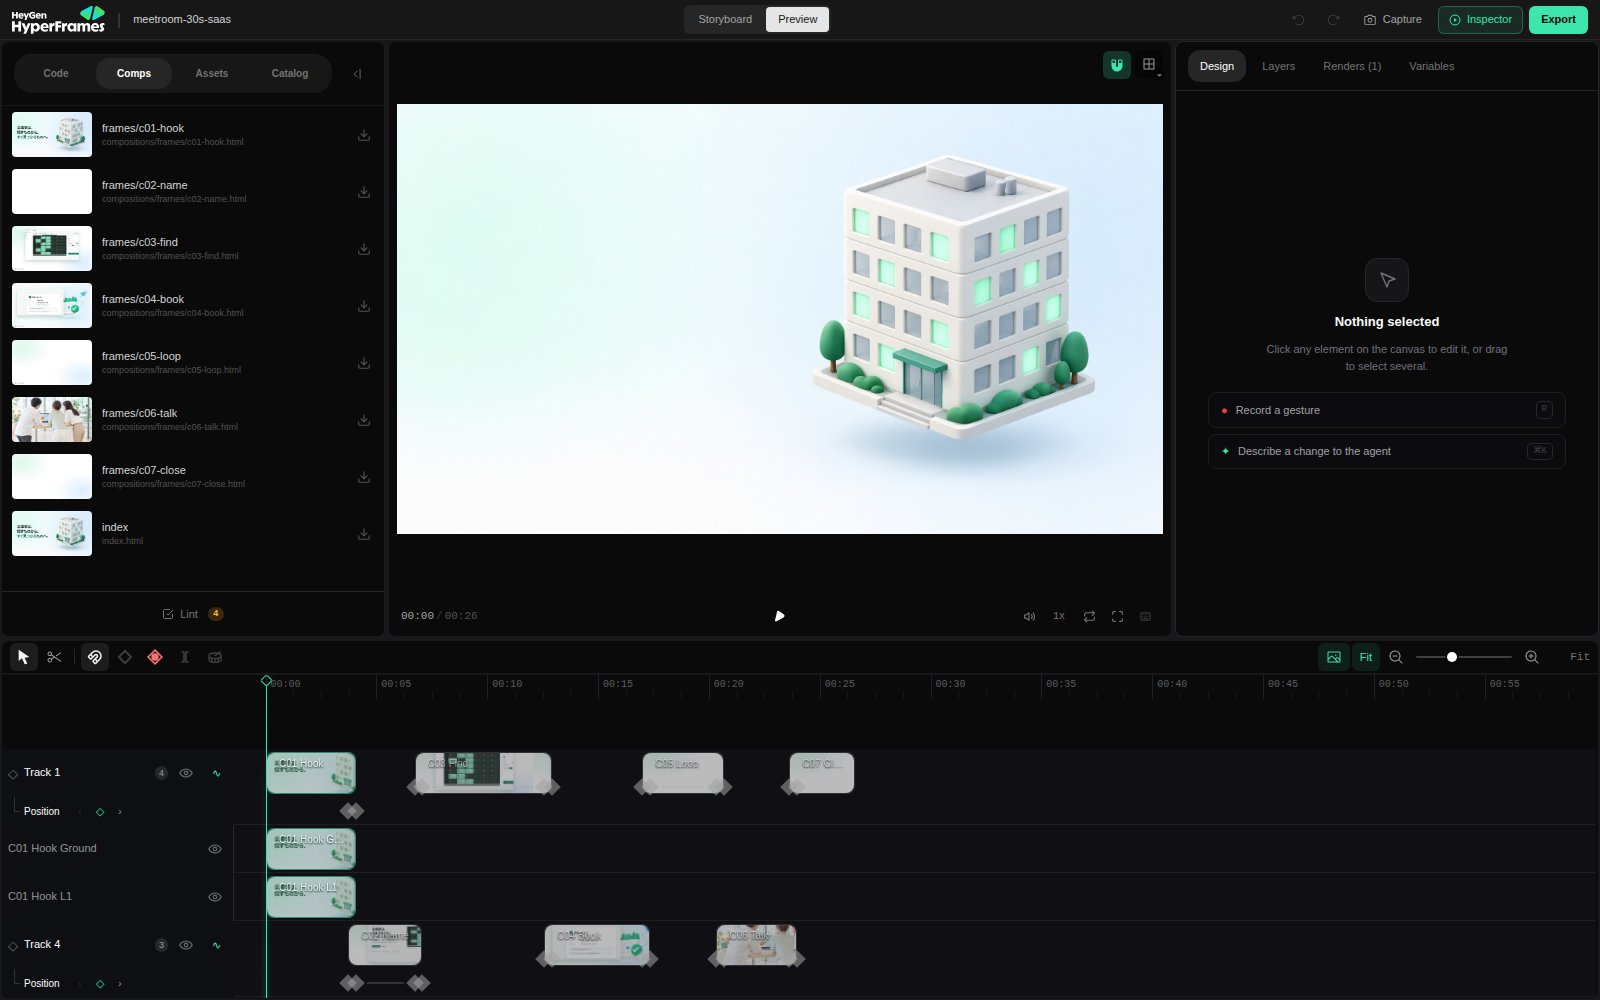 HeyGen
HyperFrames
meetroom-30s-saas
Storyboard
Preview
Capture
Inspector
Export
Code
Comps
Assets
Catalog
frames/c01-hook
compositions/frames/c01-hook.html
frames/c02-name
compositions/frames/c02-name.html
frames/c03-find
compositions/frames/c03-find.html
frames/c04-book
compositions/frames/c04-book.html
frames/c05-loop
compositions/frames/c05-loop.html
frames/c06-talk
compositions/frames/c06-talk.html
frames/c07-close
compositions/frames/c07-close.html
index
index.html
Lint
4
00:00 / 00:26
1x
Design
Layers
Renders (1)
Variables
Nothing selected
Click any element on the canvas to edit it, or drag
to select several.
Record a gesture
R
Describe a change to the agent
⌘K
Fit
Fit
00:00
00:05
00:10
00:15
00:20
00:25
00:30
00:35
00:40
00:45
00:50
00:55
Track 1
4
C01 Hook
C03 Find
C05 Loop
C07 Cl...
Position
C01 Hook Ground
C01 Hook G...
C01 Hook L1
C01 Hook L1
Track 4
3
C02 Name
C04 Book
C06 Talk
Position